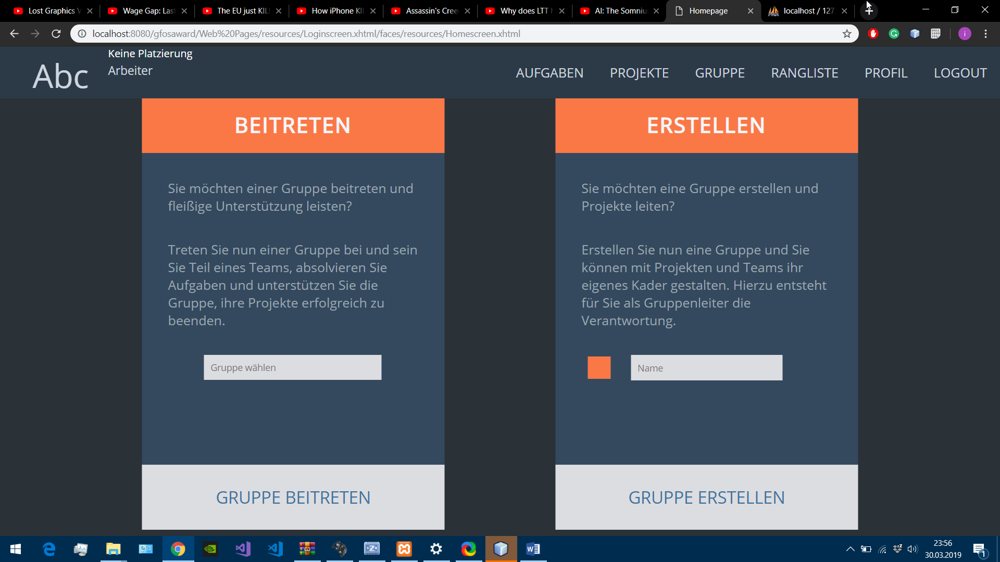 Lost Graphics V
Wage Gap: Las
The EU just KIL
How iPhone KI
Assassin's Cree
Why does LTT h
AI: The Somniu
Homepage
localhost / 127
localhost:8080/gfosaward/Web%20Pages/resources/Loginscreen.xhtml/faces/resources/Homescreen.xhtml
Abc
Keine Platzierung
Arbeiter
AUFGABEN
PROJEKTE
GRUPPE
RANGLISTE
PROFIL
LOGOUT
BEITRETEN
Sie möchten einer Gruppe beitreten und
fleißige Unterstützung leisten?
Treten Sie nun einer Gruppe bei und sein
Sie Teil eines Teams, absolvieren Sie
Aufgaben und unterstützen Sie die
Gruppe, ihre Projekte erfolgreich zu
beenden.
Gruppe wählen
GRUPPE BEITRETEN
ERSTELLEN
Sie möchten eine Gruppe erstellen und
Projekte leiten?
Erstellen Sie nun eine Gruppe und Sie
können mit Projekten und Teams ihr
eigenes Kader gestalten. Hierzu entsteht
für Sie als Gruppenleiter die
Verantwortung.
Name
GRUPPE ERSTELLEN
23:56
30.03.2019
1